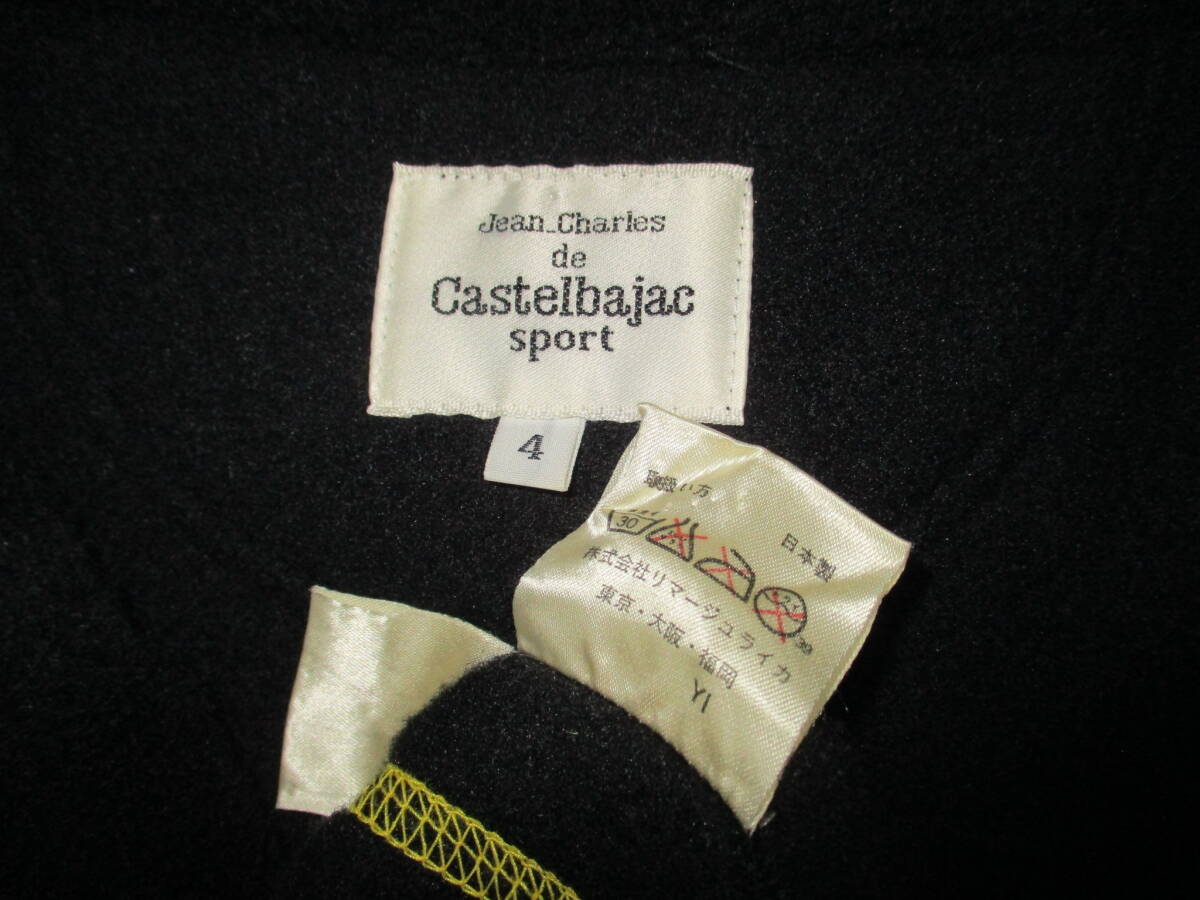 Jean_Charles
de
Castelbajac
sport
4
取扱い方
30
日本製
株式会社リマージュライカ
東京・大阪・福岡
YI